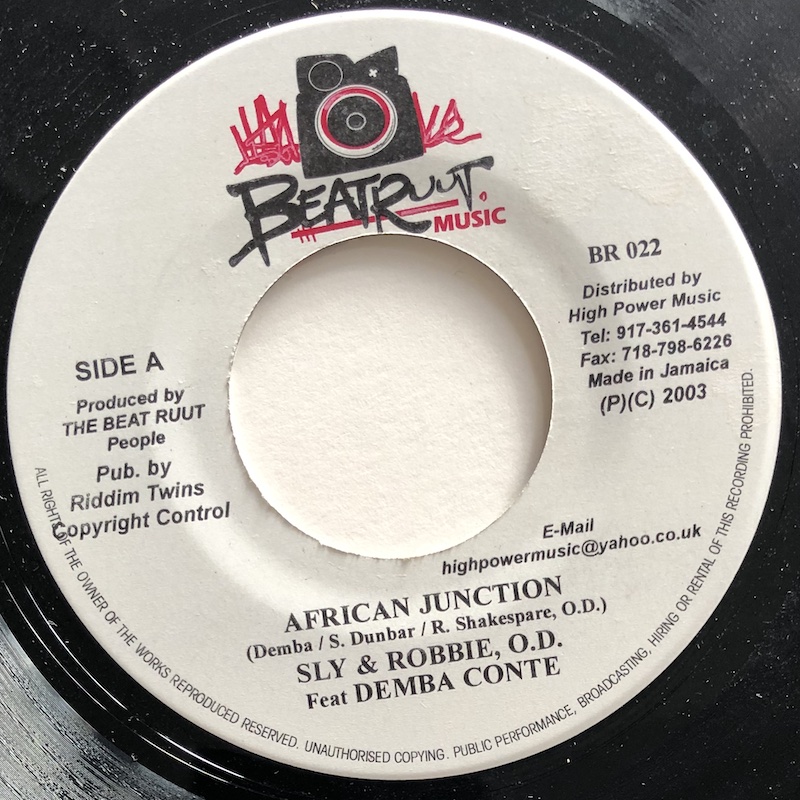 BEATRUUT.
MUSIC
BR 022
Distributed by
High Power Music
Tel: 917-361-4544
Fax: 718-798-6226
Made in Jamaica
(P)(C) 2003
SIDE A
Produced by
THE BEAT RUUT
People
Pub. by
Riddim Twins
Copyright Control
E-Mail
highpowermusic@yahoo.co.uk
AFRICAN JUNCTION
(Demba / S. Dunbar / R. Shakespare, O.D.)
SLY & ROBBIE, O.D.
Feat DEMBA CONTE
ALL RIGHTS OF THE OWNER OF THE WORKS REPRODUCED RESERVED. UNAUTHORISED COPYING. PUBLIC PERFORMANCE, BROADCASTING, HIRING OR RENTAL OF THIS RECORDING PROHIBITED.